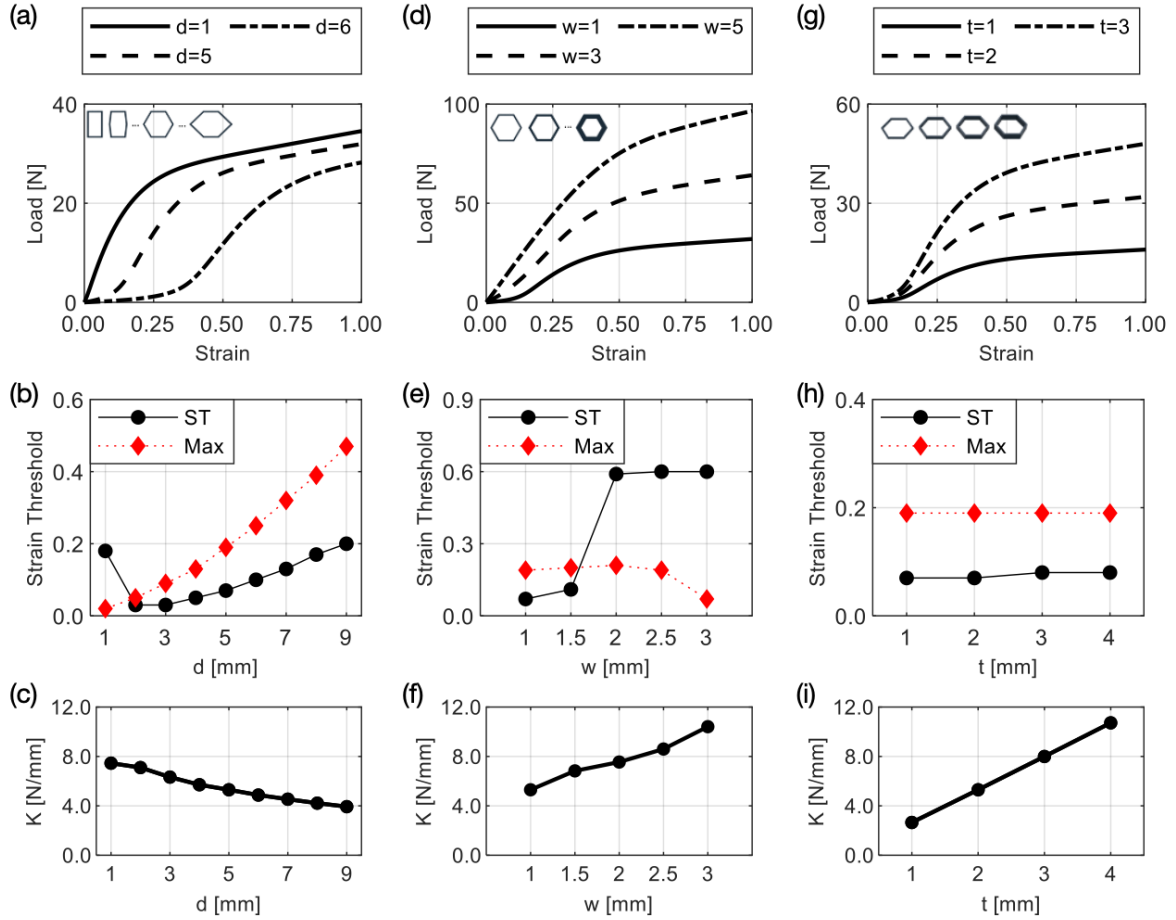 (a)
d=1 d=6
d=5
Load [N]
40
20
0
0.00 0.25 0.50 0.75 1.00
Strain
(d)
w=1 w=5
w=3
Load [N]
100
50
0
0.00 0.25 0.50 0.75 1.00
Strain
(g)
t=1 t=3
t=2
Load [N]
60
30
0
0.00 0.25 0.50 0.75 1.00
Strain
(b)
ST
Max
Strain Threshold
0.6
0.4
0.2
0.0
1 3 5 7 9
d [mm]
(e)
ST
Max
Strain Threshold
0.9
0.6
0.3
0.0
1 1.5 2 2.5 3
w [mm]
(h)
ST
Max
Strain Threshold
0.4
0.2
0.0
1 2 3 4
t [mm]
(c)
K [N/mm]
12.0
8.0
4.0
0.0
1 3 5 7 9
d [mm]
(f)
K [N/mm]
12.0
8.0
4.0
0.0
1 1.5 2 2.5 3
w [mm]
(i)
K [N/mm]
12.0
8.0
4.0
0.0
1 2 3 4
t [mm]